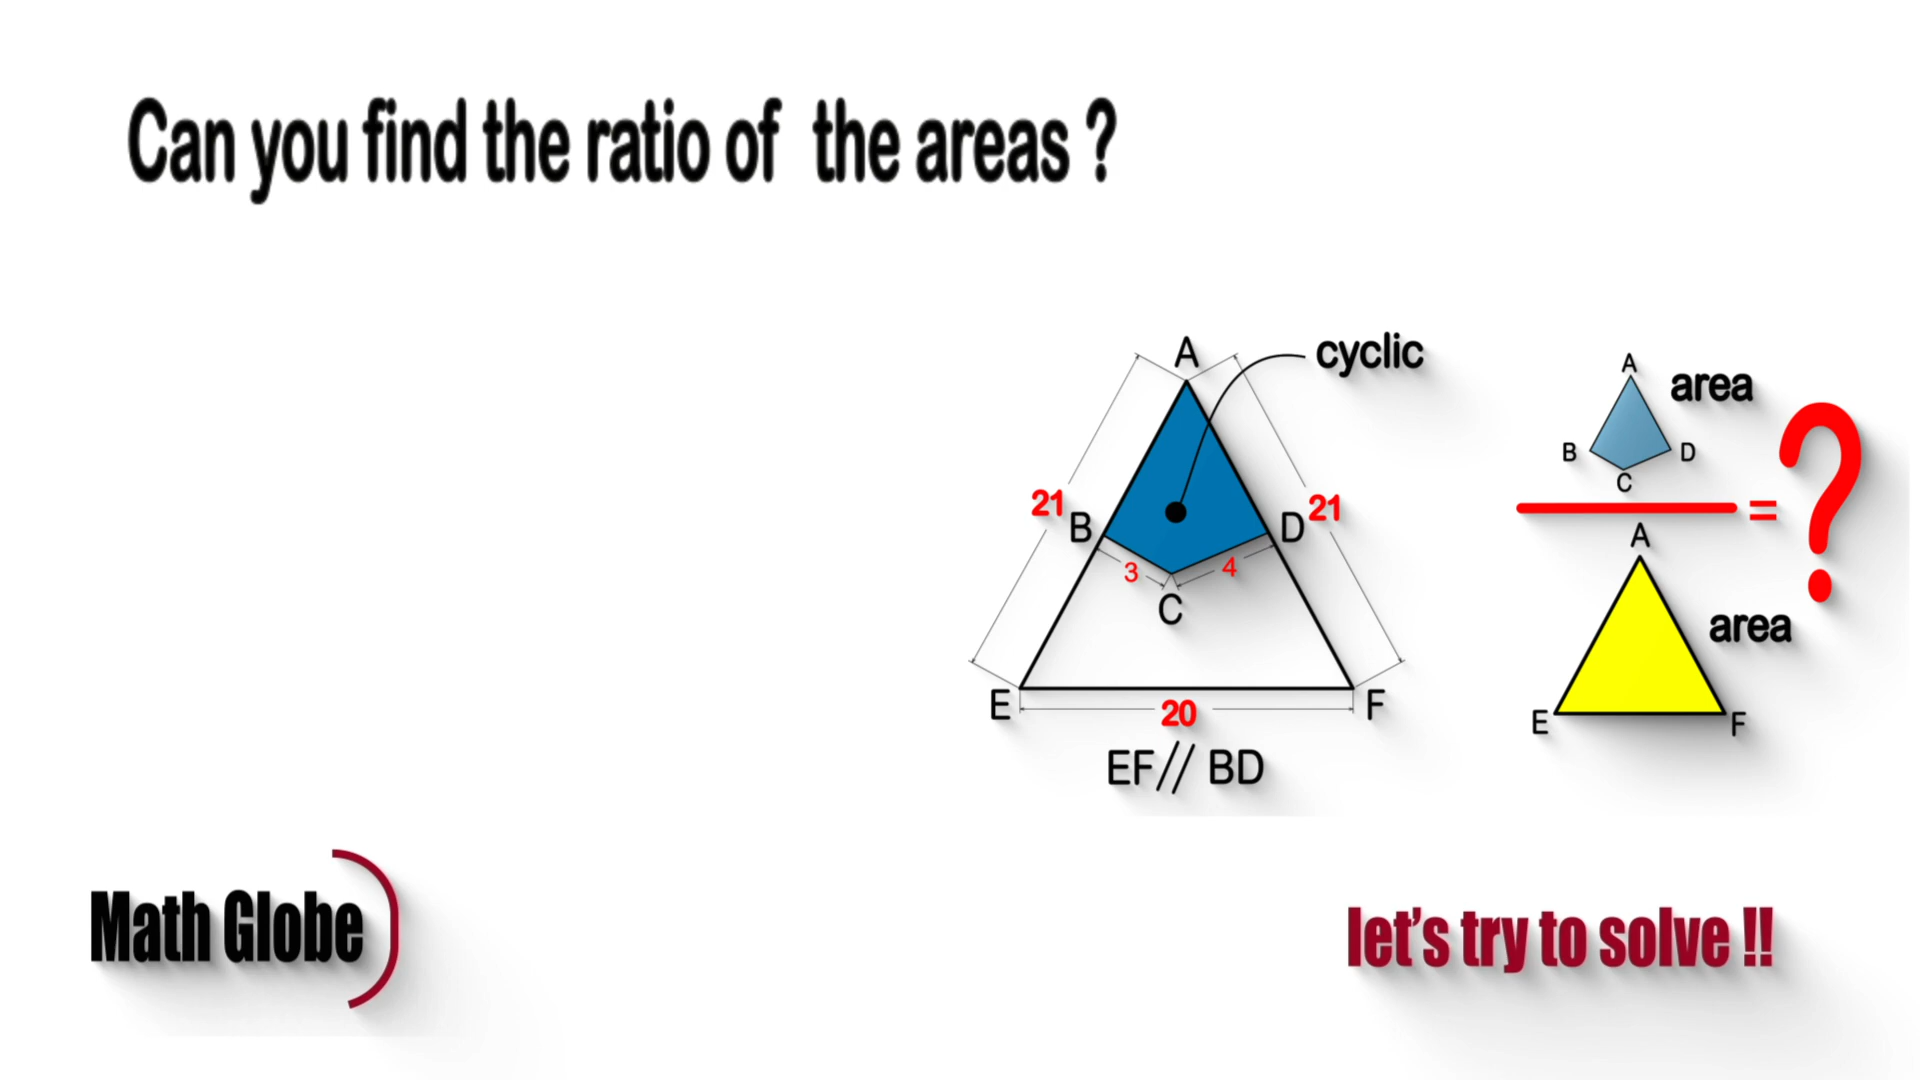 Can you find the ratio of the areas ?
A
cyclic
21
21
B
D
3
4
C
E
F
20
EF// BD
A
area
B
D
C
=
?
A
area
E
F
Math Globe
let's try to solve !!